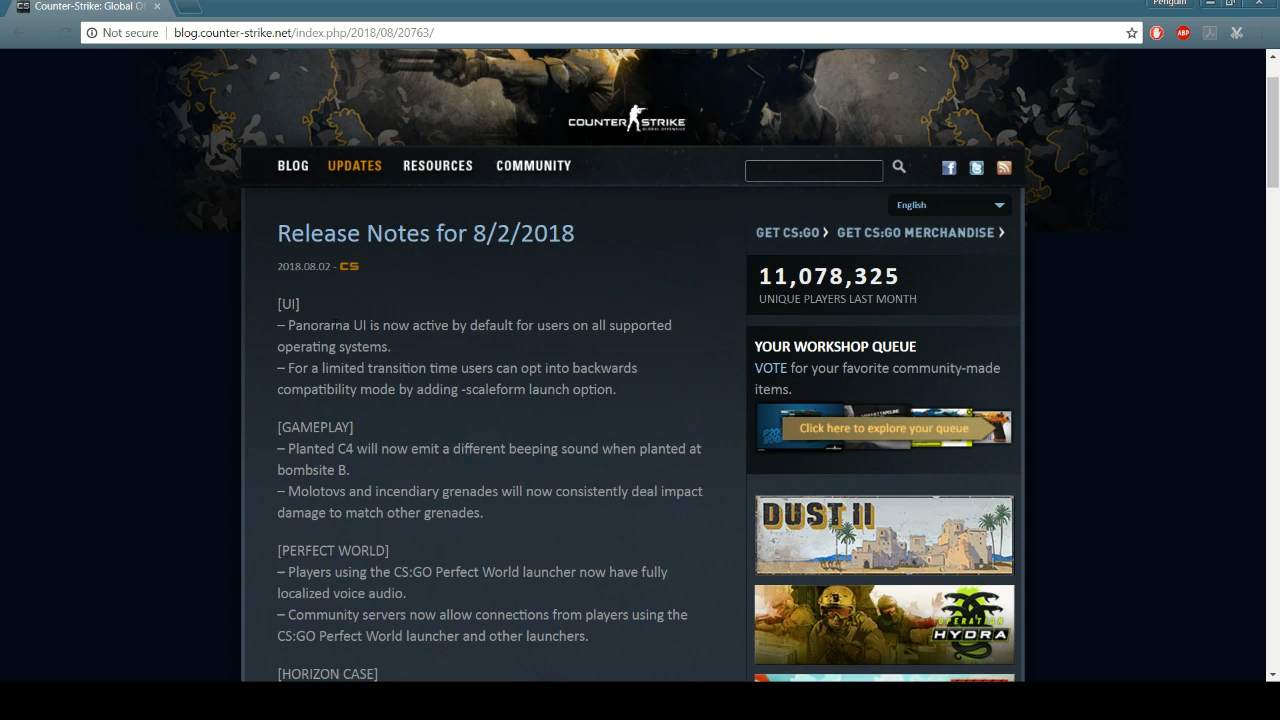 Counter-Strike: Global Of
Penguin
Not secure
blog.counter-strike.net/index.php/2018/08/20763/
ABP
COUNTER STRIKE
GLOBAL OFFENSIVE
BLOG
UPDATES
RESOURCES
COMMUNITY
English
Release Notes for 8/2/2018
2018.08.02 - CS
[UI]
– Panorama UI is now active by default for users on all supported
operating systems.
– For a limited transition time users can opt into backwards
compatibility mode by adding -scaleform launch option.
[GAMEPLAY]
– Planted C4 will now emit a different beeping sound when planted at
bombsite B.
– Molotovs and incendiary grenades will now consistently deal impact
damage to match other grenades.
[PERFECT WORLD]
– Players using the CS:GO Perfect World launcher now have fully
localized voice audio.
– Community servers now allow connections from players using the
CS:GO Perfect World launcher and other launchers.
[HORIZON CASE]
GET CS:GO
GET CS:GO MERCHANDISE
11,078,325
UNIQUE PLAYERS LAST MONTH
YOUR WORKSHOP QUEUE
VOTE for your favorite community-made
items.
Click here to explore your queue
DUST II
OPERATION
HYDRA